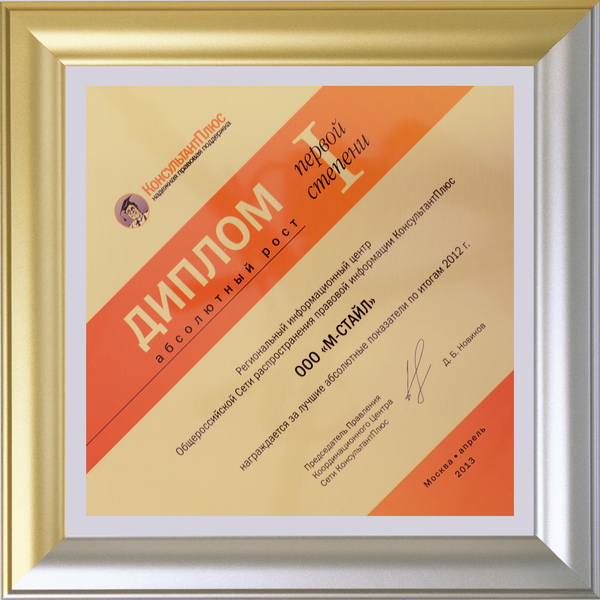 КонсультантПлюс
надежная правовая поддержка
ДИПЛОМ
I
первой
степени
абсолютный рост
Региональный информационный центр
Общероссийской Сети распространения правовой информации КонсультантПлюс
ООО «М-СТАЙЛ»
награждается за лучшие абсолютные показатели по итогам 2012 г.
Председатель Правления
Координационного Центра
Сети КонсультантПлюс
Д. Б. Новиков
Москва • апрель
2013